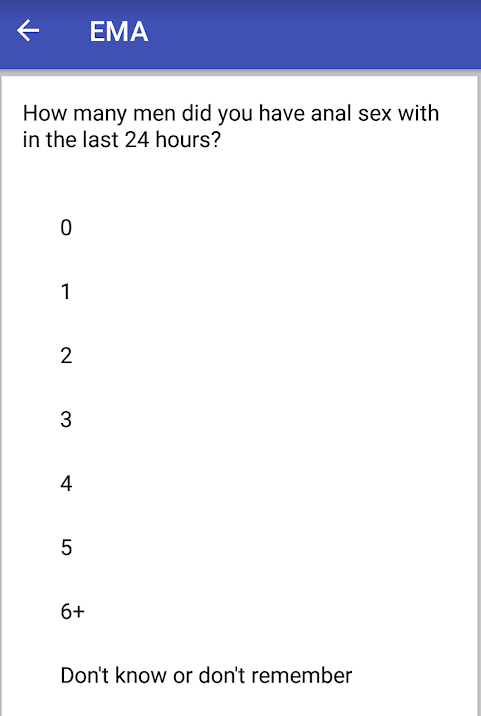 EMA
How many men did you have anal sex with
in the last 24 hours?
0
1
2
3
4
5
6+
Don't know or don't remember